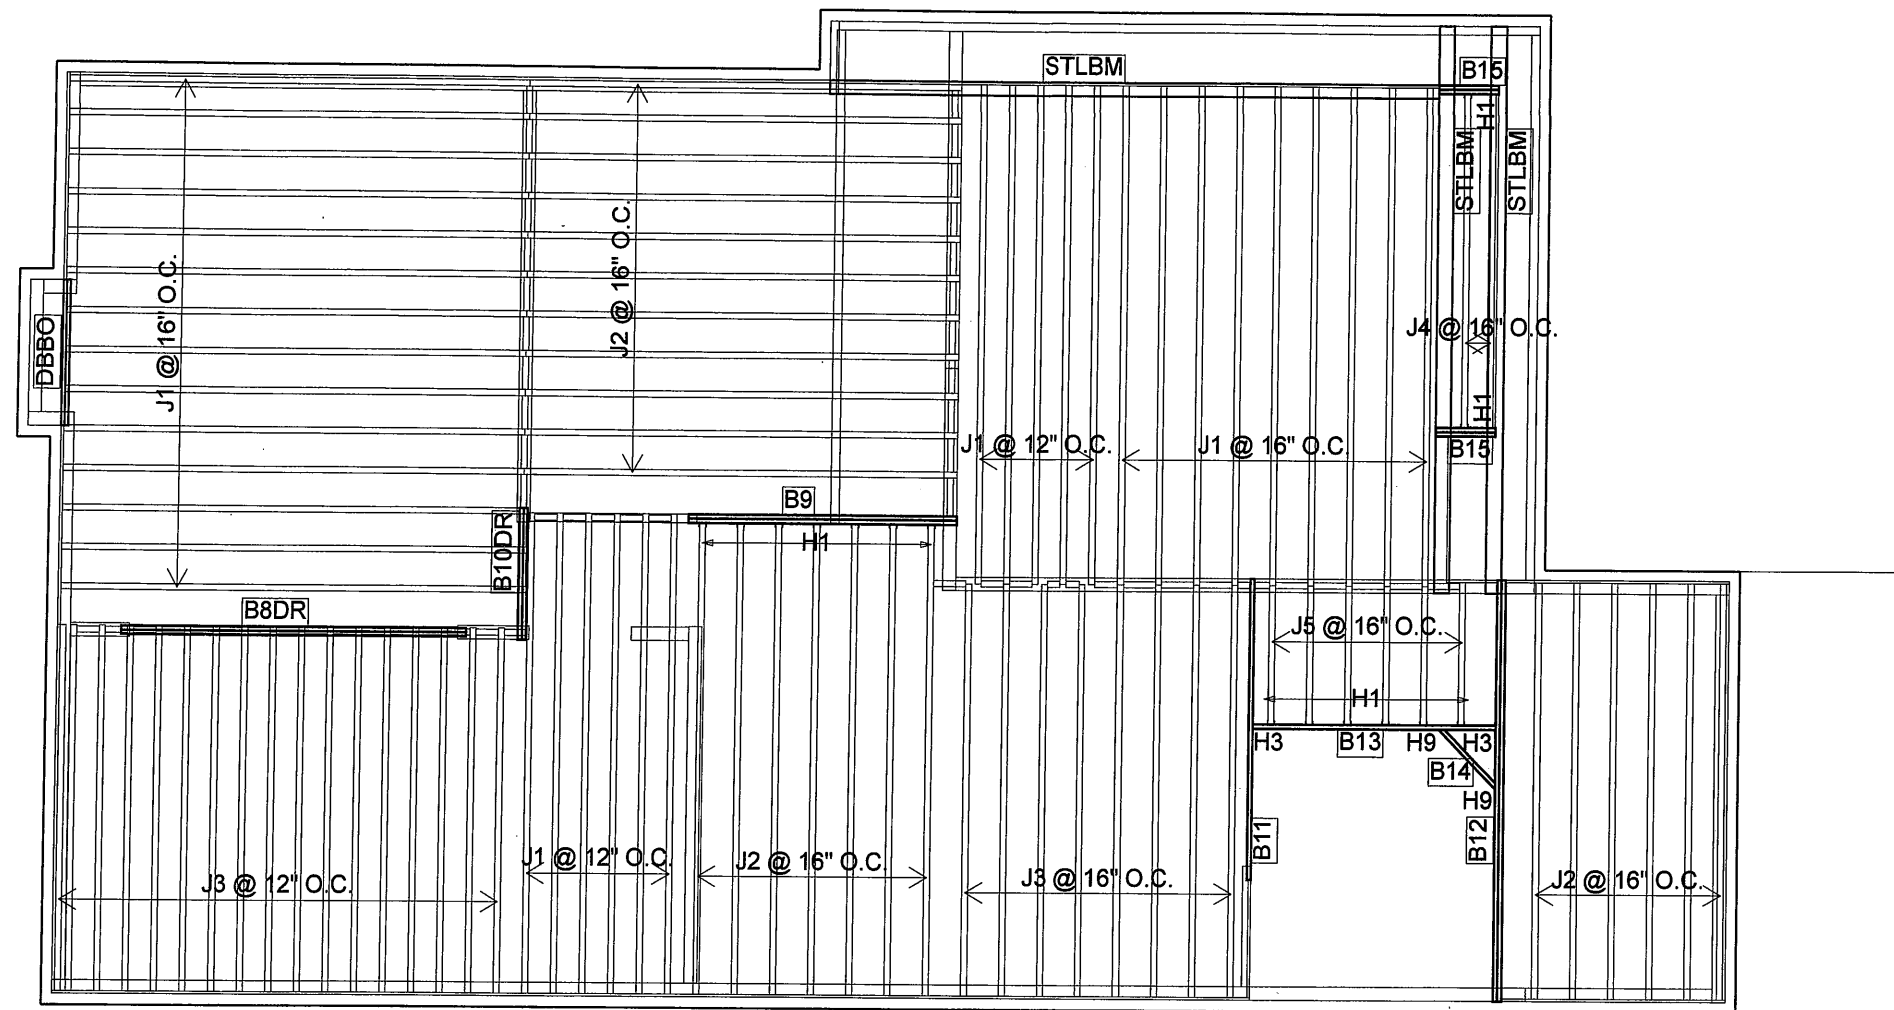 STLBM
B15
H1
STLBM
STLBM
J1 @ 16" O.C.
J2 @ 16" O.C.
DBBO
J4 @ 16" O.C.
H1
B15
J1 @ 12" O.C.
J1 @ 16" O.C.
B9
H1
B10DR
B8DR
J5 @ 16" O.C.
H1
H3
B13
H9
H3
B14
H9
B11
B12
J3 @ 12" O.C.
J1 @ 12" O.C.
J2 @ 16" O.C.
J3 @ 16" O.C.
J2 @ 16" O.C.